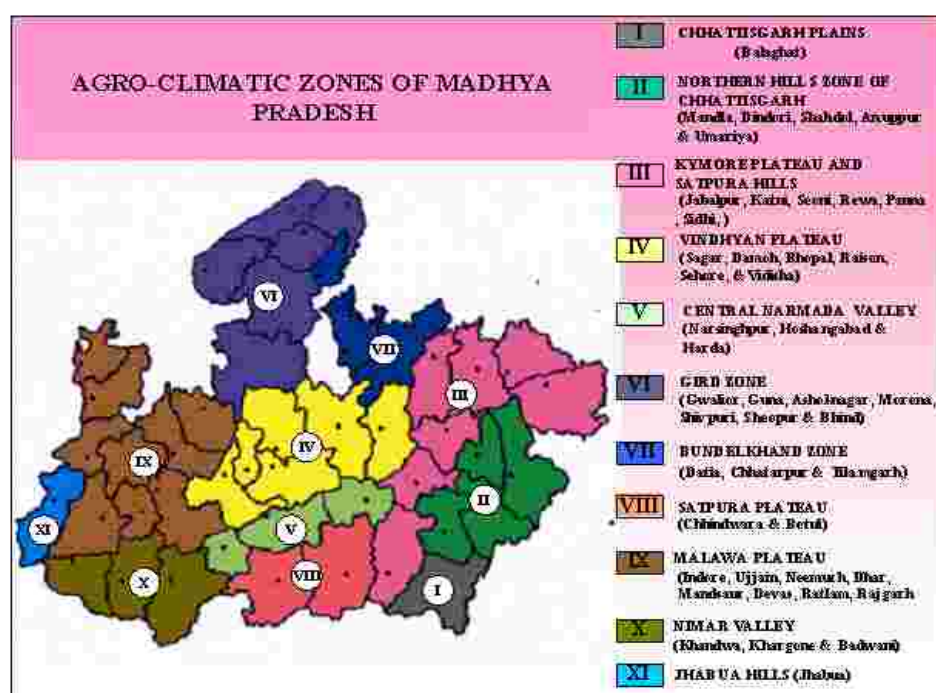 AGRO-CLIMATIC ZONES OF MADHYA
PRADESH
I CHHATTISGARH PLAINS
(Balaghat)
II NORTHERN HILLS ZONE OF
CHHATTISGARH
(Mandla, Dindori, Shahdol, Anuppur
& Umariya)
III KYMORE PLATEAU AND
SATPURA HILLS
(Jabalpur, Katni, Seoni, Rewa, Panna
, Sidhi, )
IV VINDHYAN PLATEAU
(Sagar, Damoh, Bhopal, Raisen,
Sehore, & Vidisha)
V CENTRAL NARMADA VALLEY
(Narsinghpur, Hoshangabad &
Harda)
VI GIRD ZONE
(Gwalior, Guna, Ashoknagar, Morena,
Shivpuri, Sheopur & Bhind)
VII BUNDELKHAND ZONE
(Datia, Chhatarpur & Tikamgarh)
VIII SATPURA PLATEAU
(Chhindwara & Betul)
IX MALAWA PLATEAU
(Indore, Ujjain, Neemuch, Dhar,
Mandsaur, Devas, Ratlam, Rajgarh
X NIMAR VALLEY
(Khandwa, Khargone & Badwani)
XI JHABUA HILLS (Jhabua)
VI
VII
III
IV
IX
II
XI
V
X
VIII
I